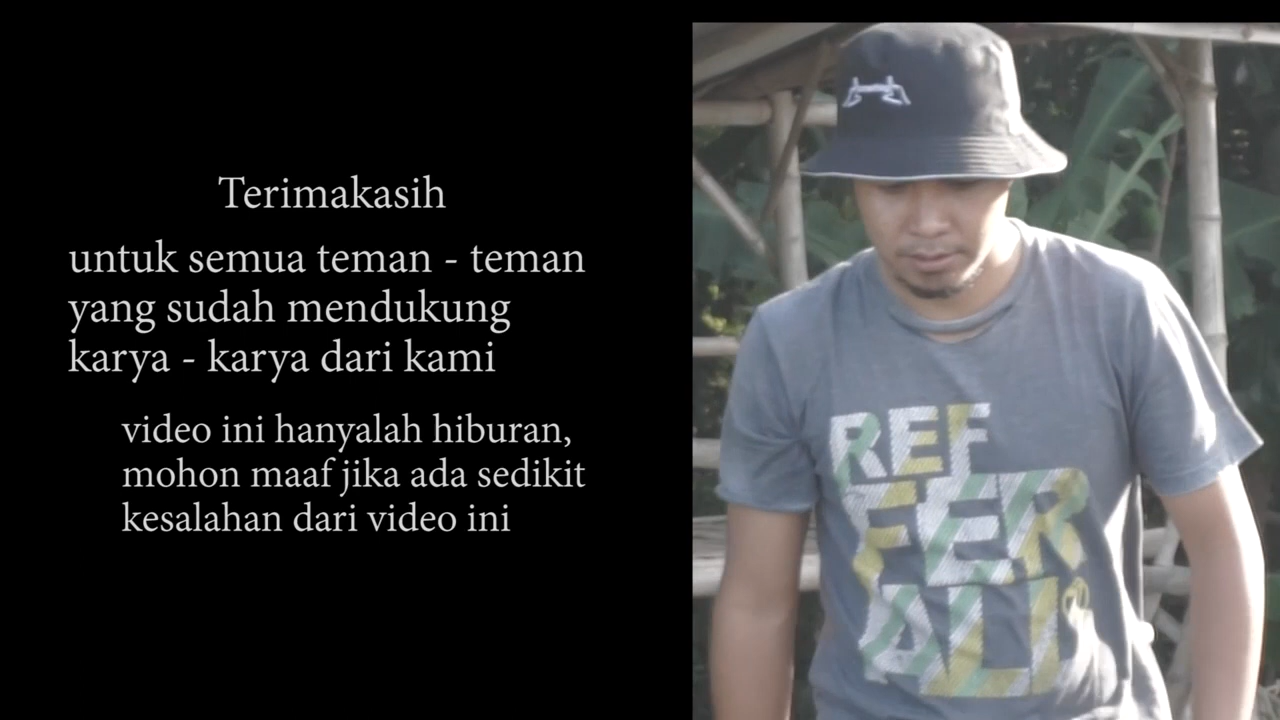 Terimakasih
untuk semua teman - teman
yang sudah mendukung
karya - karya dari kami
video ini hanyalah hiburan,
mohon maaf jika ada sedikit
kesalahan dari video ini
REF
FER
ALL